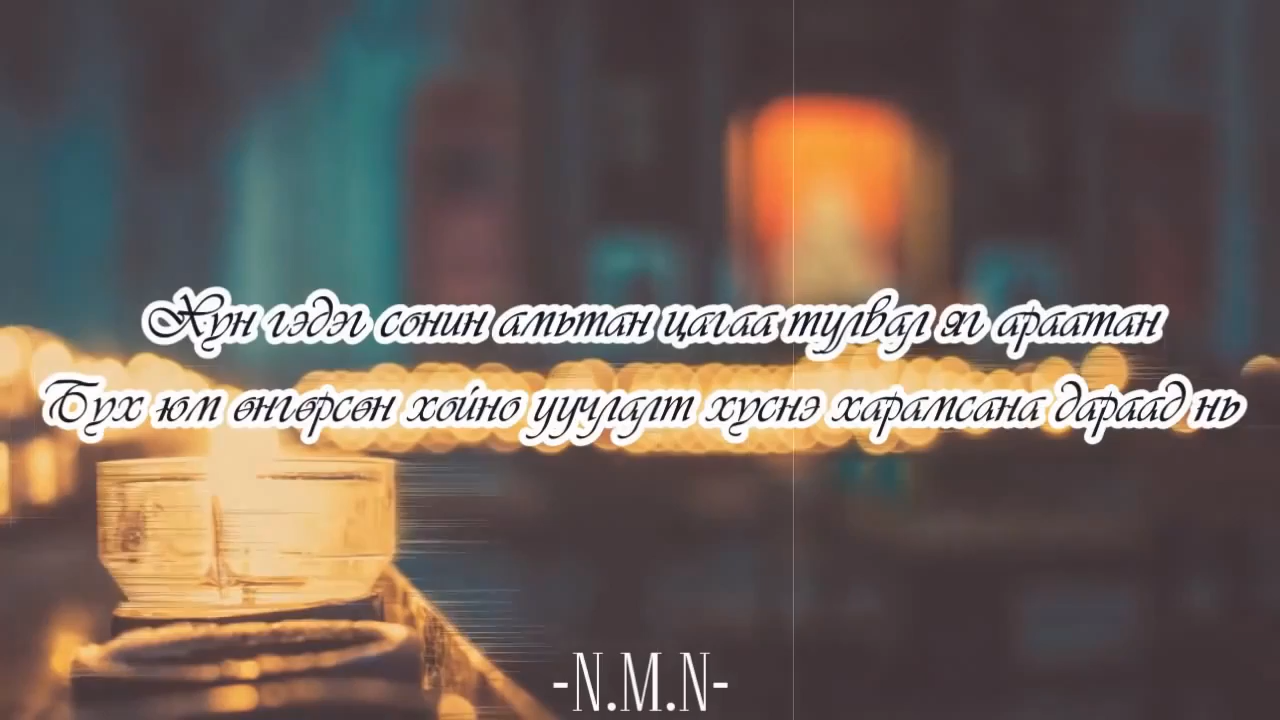 Хүн гэдэг сонин амьтан цагаа тулвал яг араатан
Бүх юм өнгөрсөн хойно уучлалт хүснэ харамсана дараад нь
-N.M.N-